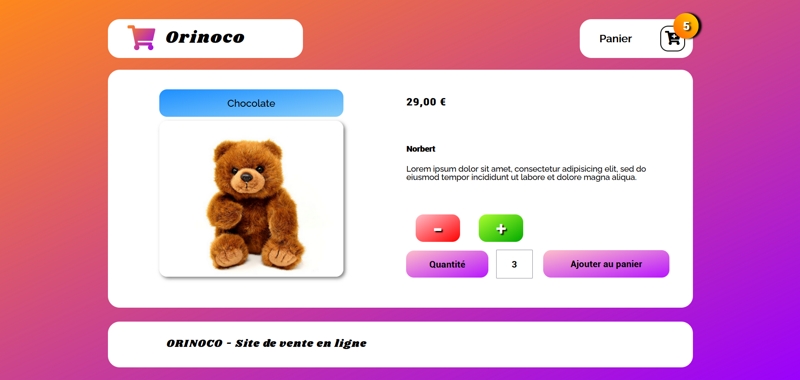 Orinoco
Panier
5
Chocolate
29,00 €
Norbert
Lorem ipsum dolor sit amet, consectetur adipisicing elit, sed do
eiusmod tempor incididunt ut labore et dolore magna aliqua.
- +
Quantité 3 Ajouter au panier
ORINOCO - Site de vente en ligne